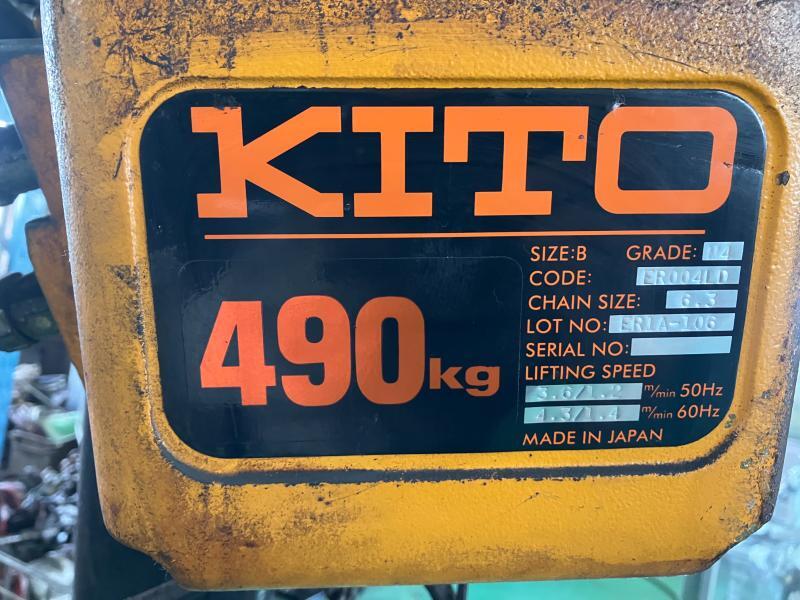 KITO
490kg
SIZE:B GRADE: M4
CODE: ER004LD
CHAIN SIZE: 6.3
LOT NO: ER1A-106
SERIAL NO:
LIFTING SPEED
3.6/1.2 m/min 50Hz
4.3/1.4 m/min 60Hz
MADE IN JAPAN